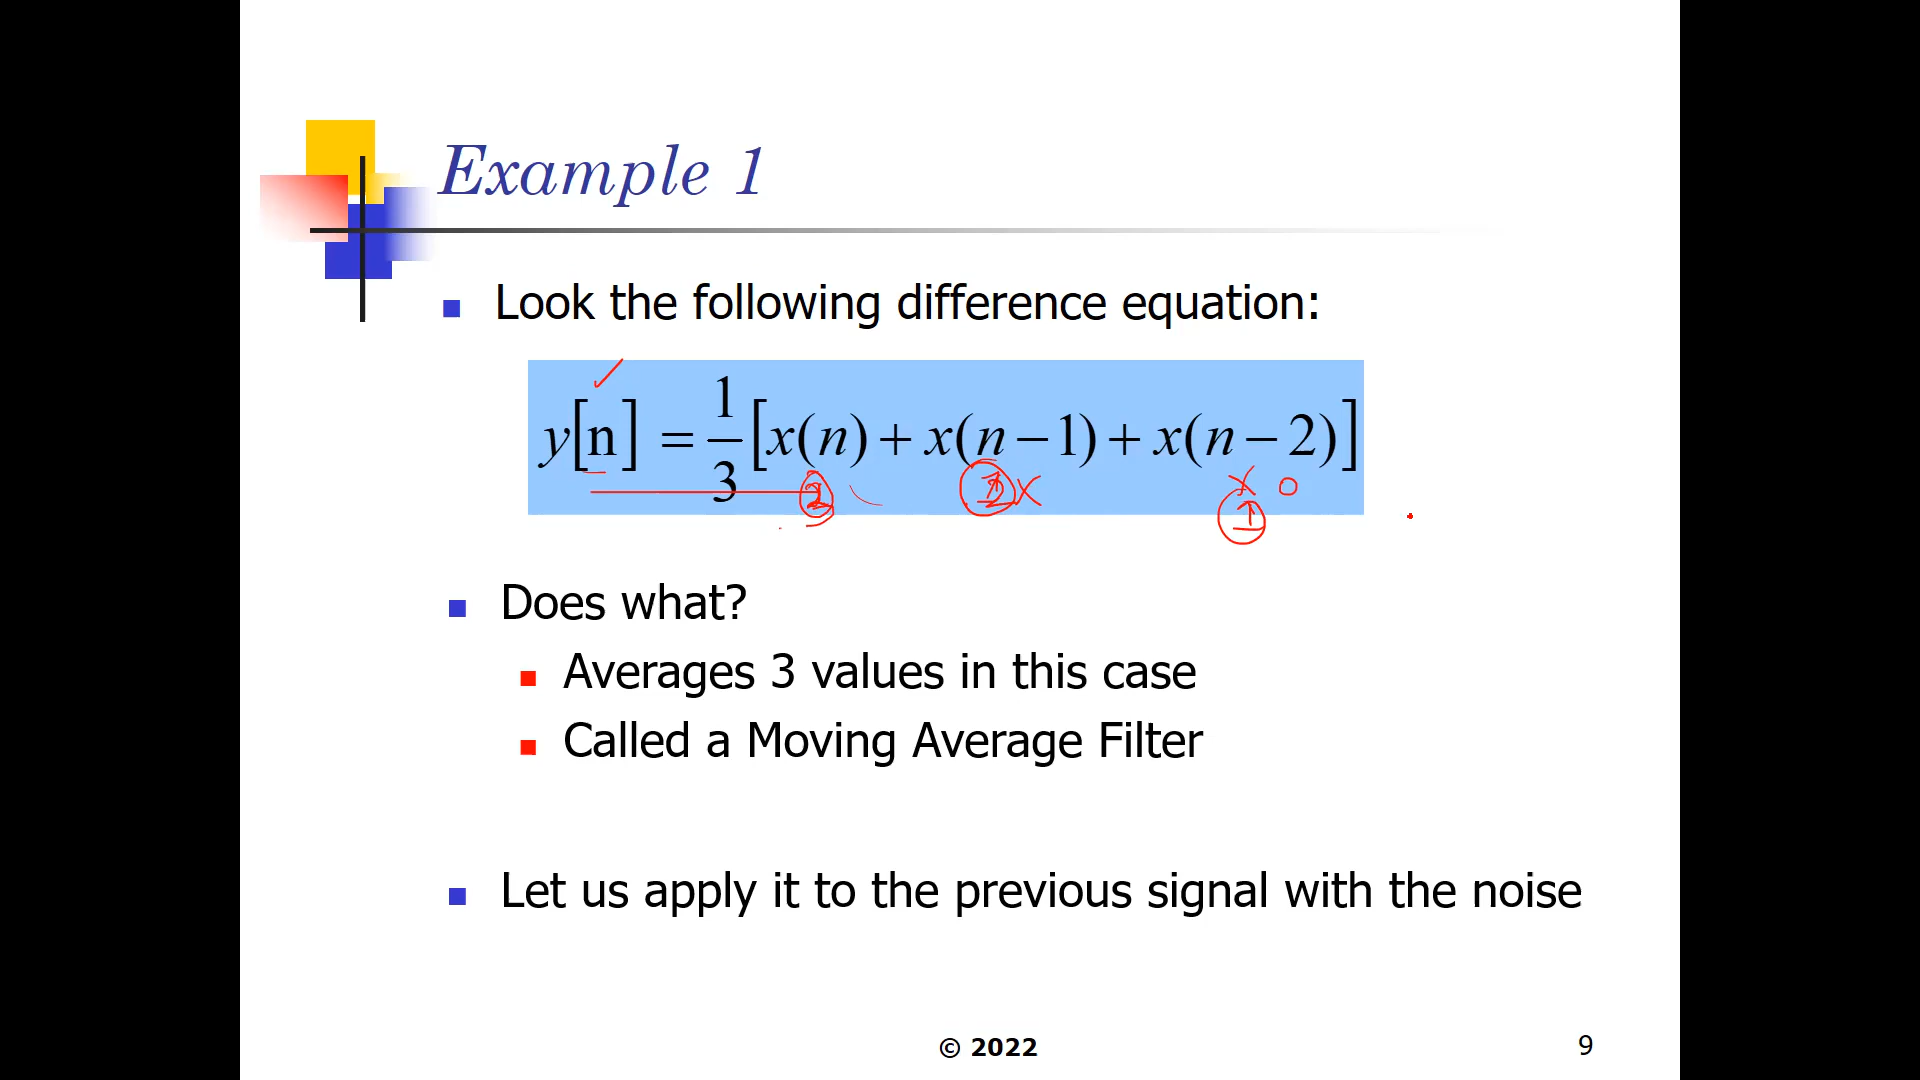 Example 1
Look the following difference equation:
y[n] = 1/3 [x(n) + x(n − 1) + x(n − 2)]
1
Does what?
Averages 3 values in this case
Called a Moving Average Filter
Let us apply it to the previous signal with the noise
© 2022
9